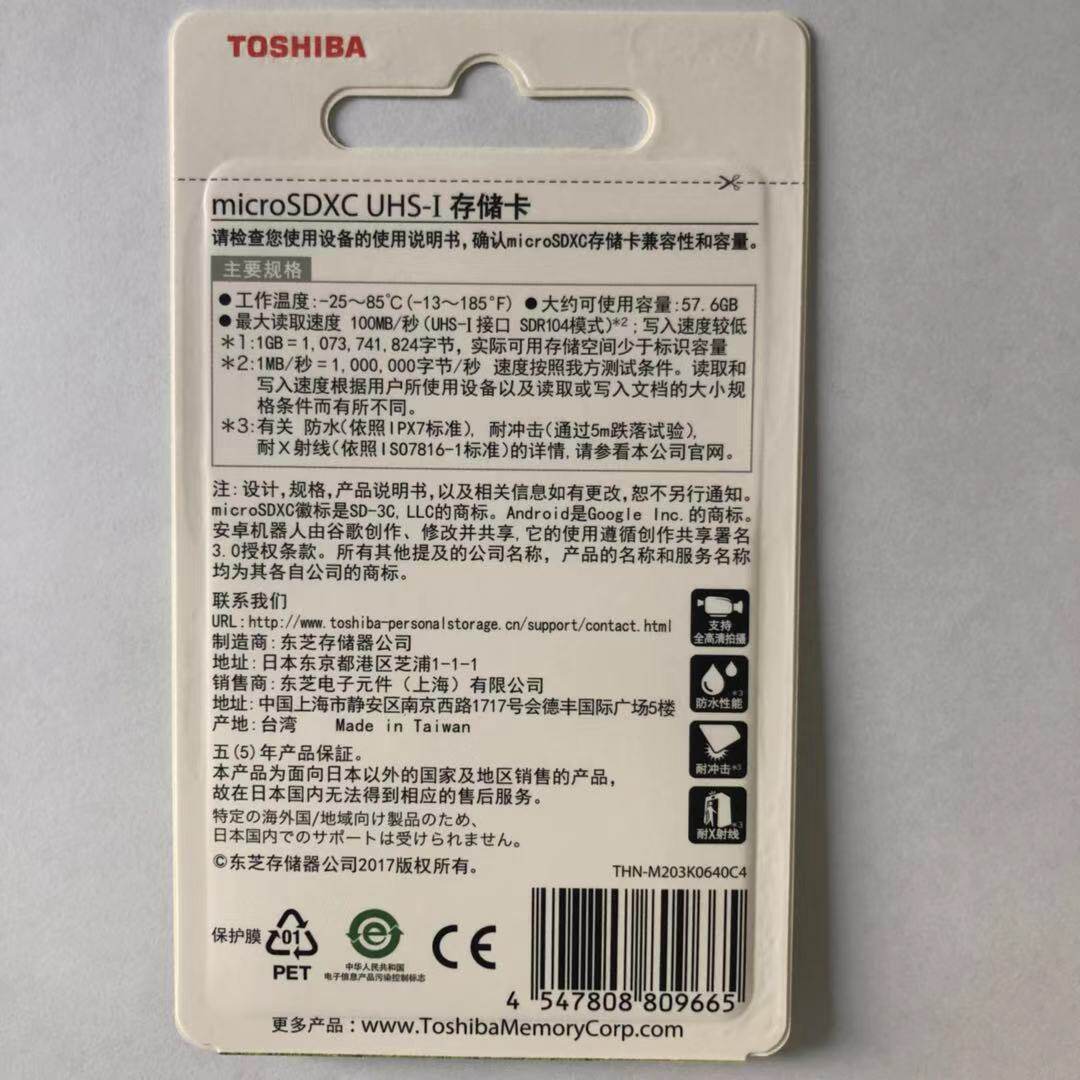 TOSHIBA
microSDXC UHS-I 存储卡
请检查您使用设备的使用说明书，确认microSDXC存储卡兼容性和容量。
主要规格
●工作温度:-25～85℃(-13～185°F) ●大约可使用容量:57.6GB
●最大读取速度 100MB/秒(UHS-I接口 SDR104模式)*2；写入速度较低
*1:1GB=1,073,741,824字节，实际可用存储空间少于标识容量
*2:1MB/秒=1,000,000字节/秒 速度按照我方测试条件。读取和
写入速度根据用户所使用设备以及读取或写入文档的大小规
格条件而有所不同。
*3:有关 防水(依照IPX7标准)，耐冲击(通过5m跌落试验)，
耐X射线(依照ISO7816-1标准)的详情,请参看本公司官网。
注：设计,规格,产品说明书,以及相关信息如有更改,恕不另行通知。
microSDXC徽标是SD-3C, LLC的商标。Android是Google Inc.的商标。
安卓机器人由谷歌创作、修改并共享,它的使用遵循创作共享署名
3.0授权条款。所有其他提及的公司名称，产品的名称和服务名称
均为其各自公司的商标。
联系我们
URL:http://www.toshiba-personalstorage.cn/support/contact.html
制造商:东芝存储器公司
地址:日本东京都港区芝浦1-1-1
销售商:东芝电子元件（上海）有限公司
地址:中国上海市静安区南京西路1717号会德丰国际广场5楼
产地:台湾 Made in Taiwan
五(5)年产品保証。
本产品为面向日本以外的国家及地区销售的产品，
故在日本国内无法得到相应的售后服务。
特定の海外国/地域向け製品のため、
日本国内でのサポートは受けられません。
©东芝存储器公司2017版权所有。
支持
全高清拍摄
防水性能*3
耐冲击*3
耐X射线*3
THN-M203K0640C4
保护膜
01
PET
中华人民共和国
电子信息产品污染控制标志
CE
4 547808 809665
更多产品：www.ToshibaMemoryCorp.com